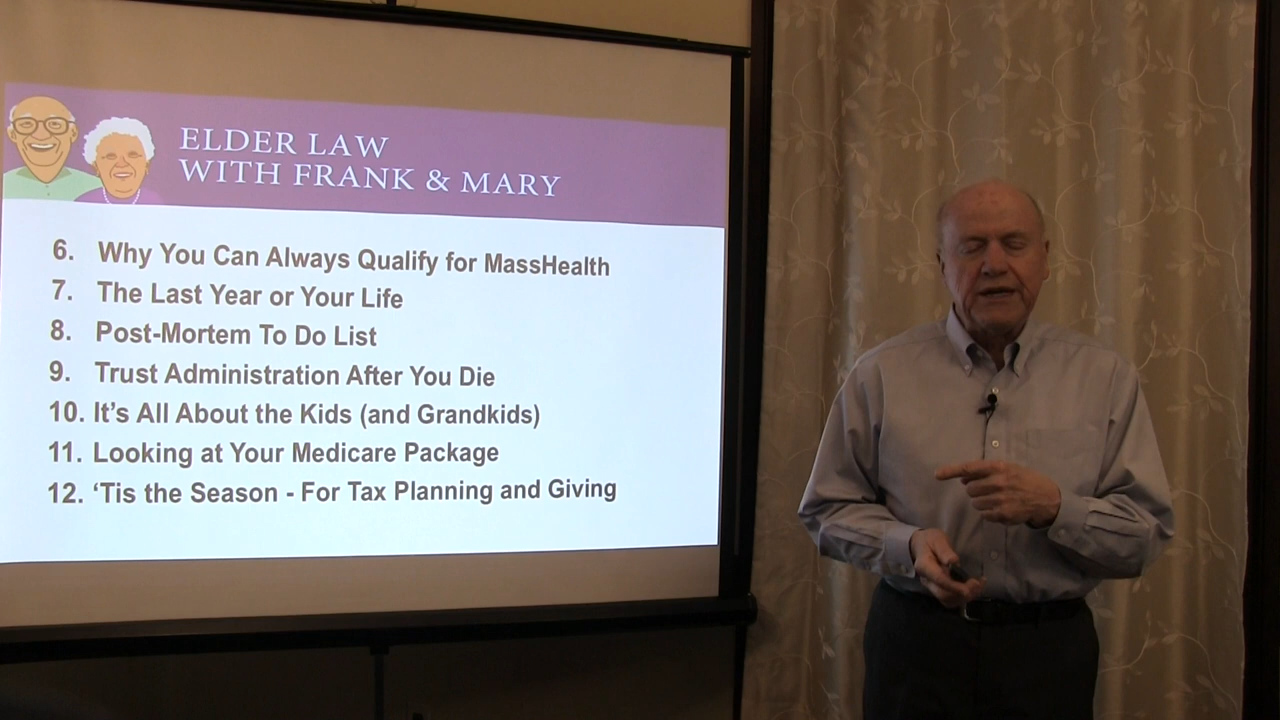 ELDER LAW
WITH FRANK & MARY
6. Why You Can Always Qualify for MassHealth
7. The Last Year or Your Life
8. Post-Mortem To Do List
9. Trust Administration After You Die
10. It's All About the Kids (and Grandkids)
11. Looking at Your Medicare Package
12. ‘Tis the Season - For Tax Planning and Giving